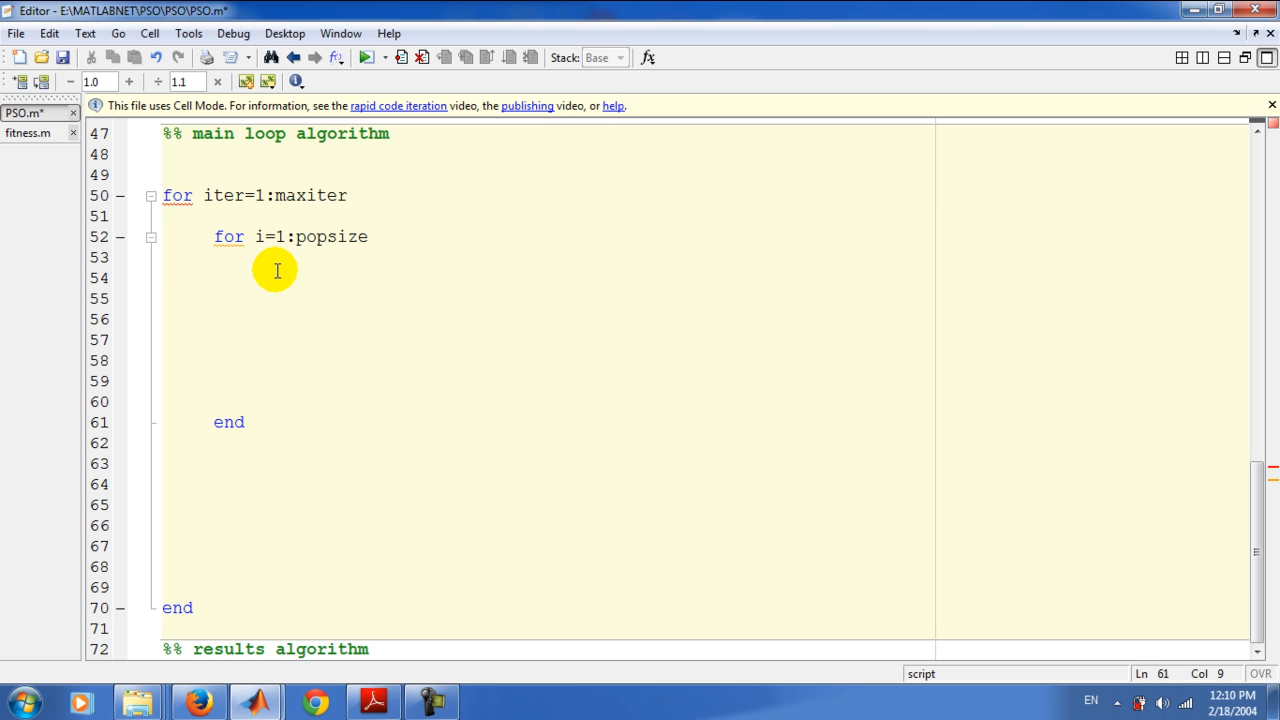 Editor - E:\MATLABNET\PSO\PSO\PSO.m*
File Edit Text Go Cell Tools Debug Desktop Window Help
Stack: Base fx
− 1.0 + ÷ 1.1 ×
PSO.m* ×
fitness.m ×
This file uses Cell Mode. For information, see the rapid code iteration video, the publishing video, or help.
47 %% main loop algorithm
48
49
50 – for iter=1:maxiter
51
52 – for i=1:popsize
53
54
55
56
57
58
59
60
61 end
62
63
64
65
66
67
68
69
70 – end
71
72 %% results algorithm
script Ln 61 Col 9 OVR
EN 12:10 PM
2/18/2004